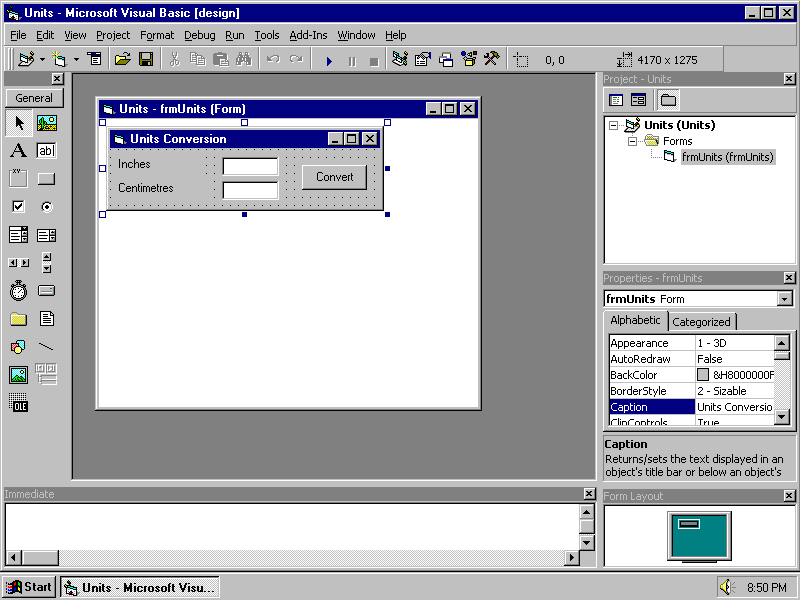 Units - Microsoft Visual Basic [design]
File Edit View Project Format Debug Run Tools Add-Ins Window Help
0, 0 4170 x 1275
General
A ab|
xv
OLE
Units - frmUnits (Form)
Units Conversion
Inches
Centimetres
Convert
Project - Units
Units (Units)
Forms
frmUnits (frmUnits)
Properties - frmUnits
frmUnits Form
Alphabetic Categorized
Appearance 1 - 3D
AutoRedraw False
BackColor &H8000000F
BorderStyle 2 - Sizable
Caption Units Conversio
ClipControls True
Caption
Returns/sets the text displayed in an
object's title bar or below an object's
Form Layout
Immediate
Start Units - Microsoft Visu... 8:50 PM